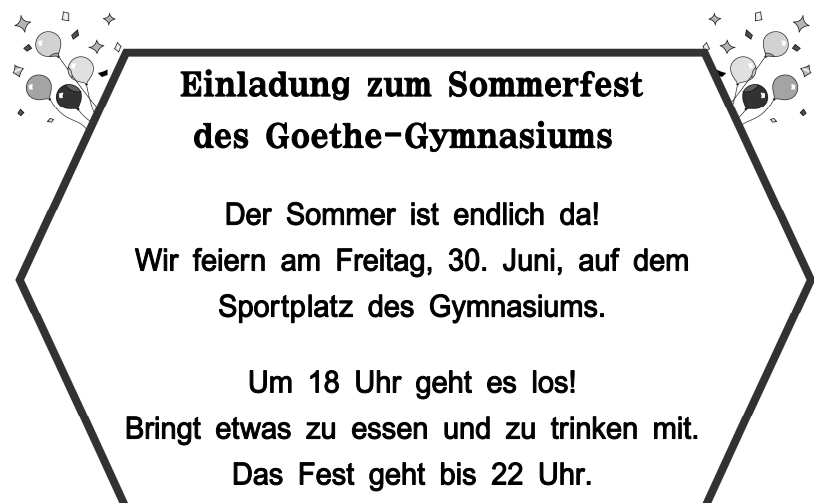 Einladung zum Sommerfest
des Goethe-Gymnasiums
Der Sommer ist endlich da!
Wir feiern am Freitag, 30. Juni, auf dem
Sportplatz des Gymnasiums.
Um 18 Uhr geht es los!
Bringt etwas zu essen und zu trinken mit.
Das Fest geht bis 22 Uhr.